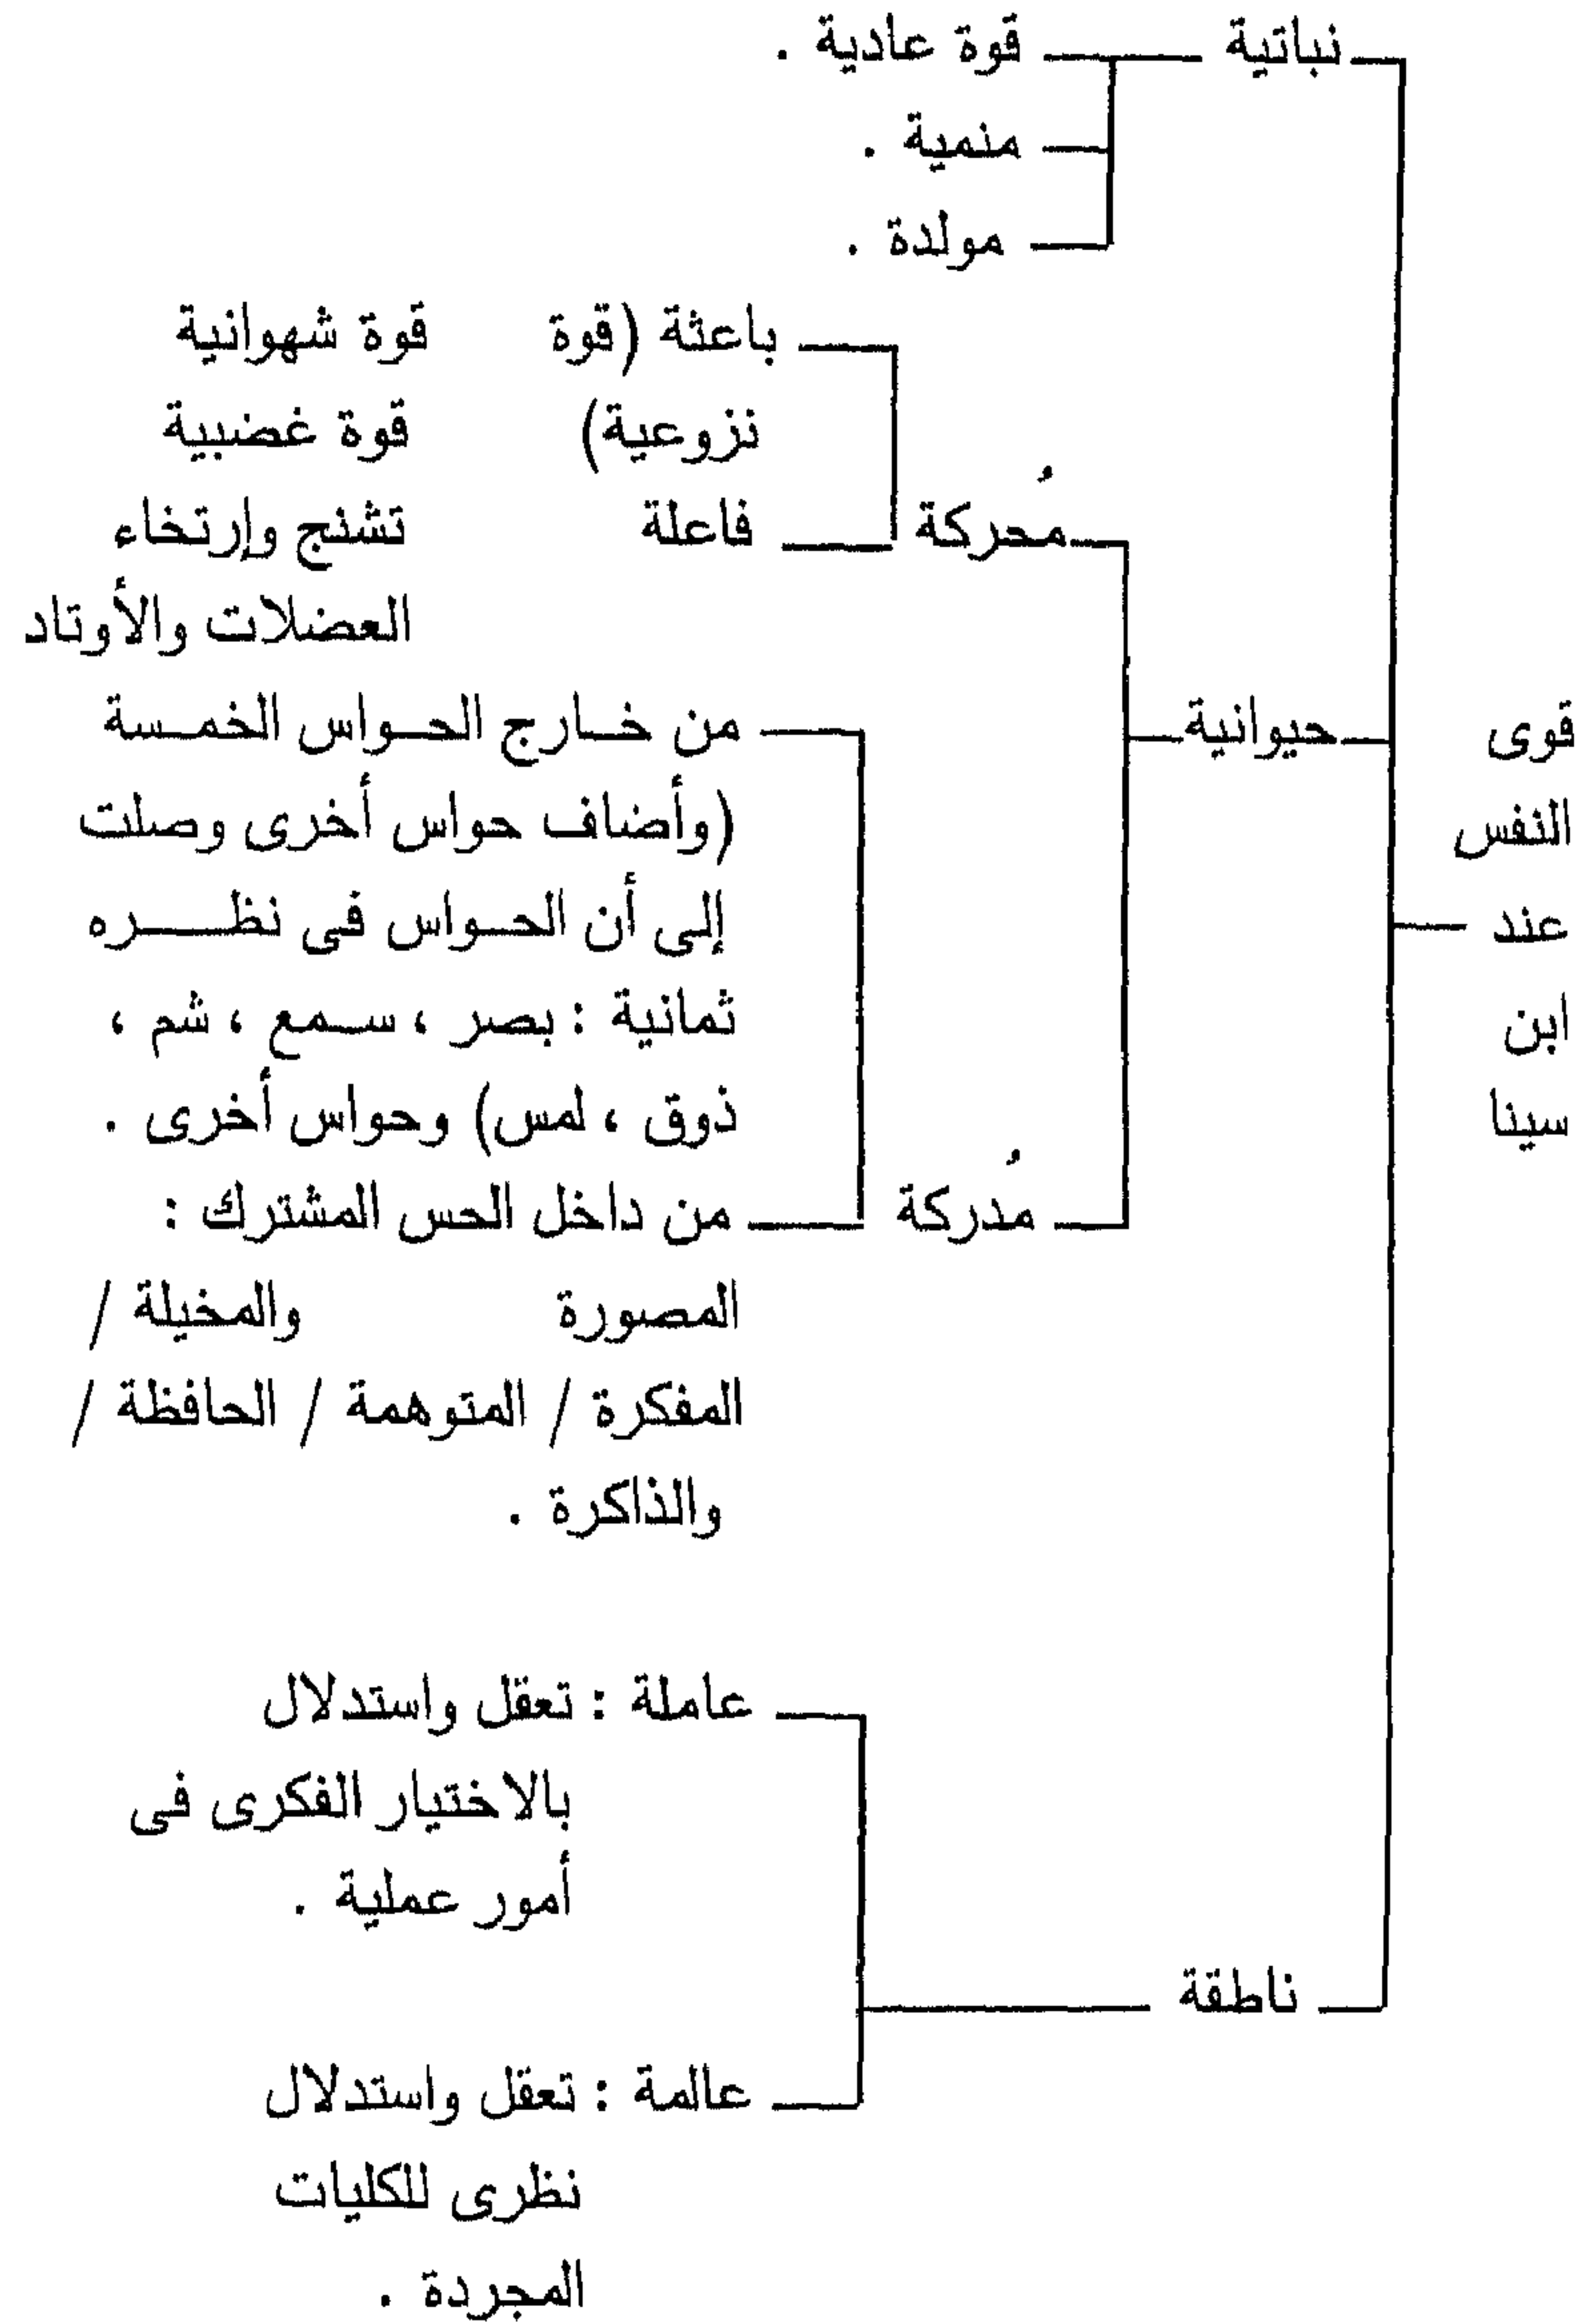 نباتية قوة عادية .
منمية .
مولدة .
باعثة (قوة قوة شهوانية
نزوعية) قوة غضبية
مُحركة فاعلة تشنج وإرتخاء
العضلات والأوتاد
قوى حيوانية من خارج الحواس الخمسة
النفس (وأضاف حواس أخرى وصلت
عند إلى أن الحواس فى نظره
ابن ثمانية : بصر ، سمع ، شم ،
سينا ذوق ، لمس) وحواس أخرى .
مُدركة من داخل الحس المشترك :
المصورة والمخيلة /
المفكرة / المتوهمة / الحافظة /
والذاكرة .
عاملة : تعقل واستدلال
بالاختيار الفكرى فى
أمور عملية .
ناطقة
عالمة : تعقل واستدلال
نظرى للكليات
المجردة .